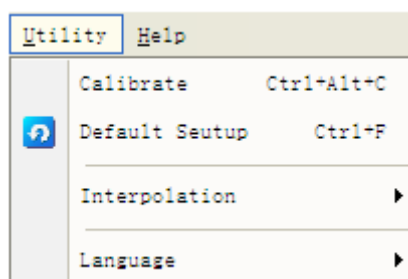 Utility Help
Calibrate Ctrl+Alt+C
Default Seutup Ctrl+F
Interpolation
Language